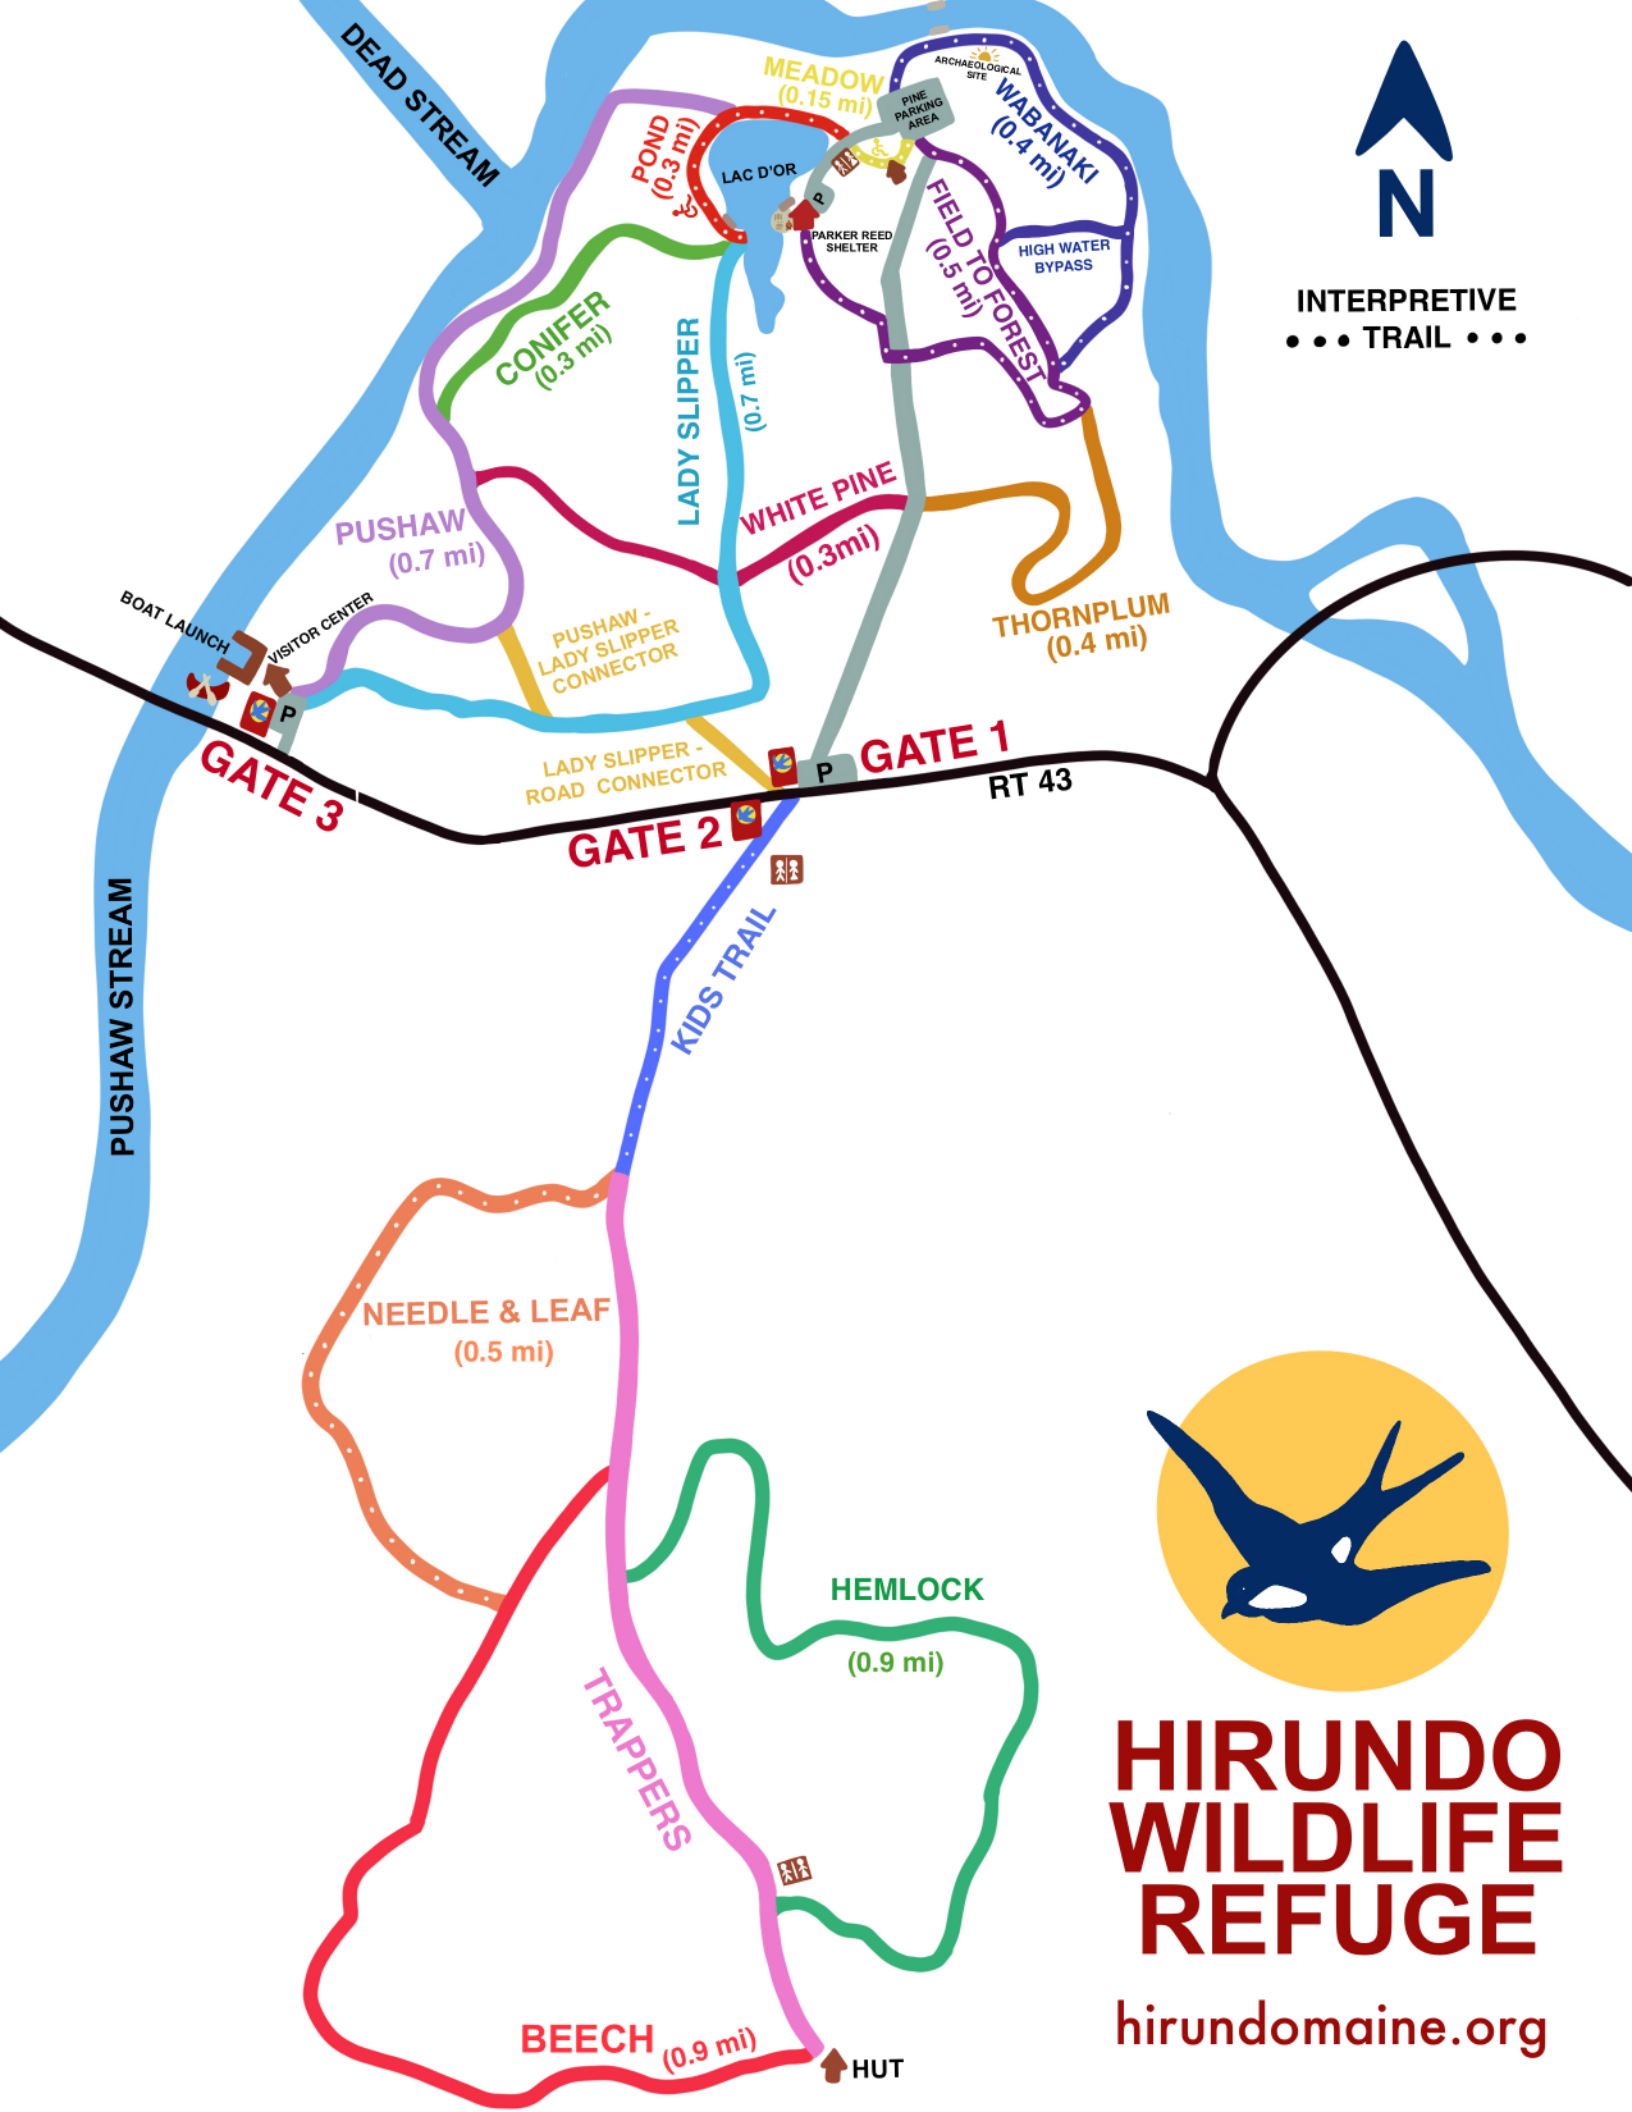 DEAD STREAM
MEADOW
(0.15 mi)
PINE
PARKING
AREA
ARCHAEOLOGICAL
SITE
WABANAKI
(0.4 mi)
POND
(0.3 mi)
LAC D'OR
P
PARKER REED
SHELTER
FIELD TO FOREST
(0.5 mi)
HIGH WATER
BYPASS
N
INTERPRETIVE
••• TRAIL •••
CONIFER
(0.3 mi)
LADY SLIPPER
(0.7 mi)
WHITE PINE
(0.3mi)
PUSHAW
(0.7 mi)
THORNPLUM
(0.4 mi)
BOAT LAUNCH
VISITOR CENTER
P
PUSHAW -
LADY SLIPPER
CONNECTOR
GATE 3
LADY SLIPPER -
ROAD CONNECTOR
P
GATE 1
RT 43
GATE 2
KIDS TRAIL
PUSHAW STREAM
NEEDLE & LEAF
(0.5 mi)
HEMLOCK
(0.9 mi)
TRAPPERS
BEECH (0.9 mi)
HUT
HIRUNDO
WILDLIFE
REFUGE
hirundomaine.org